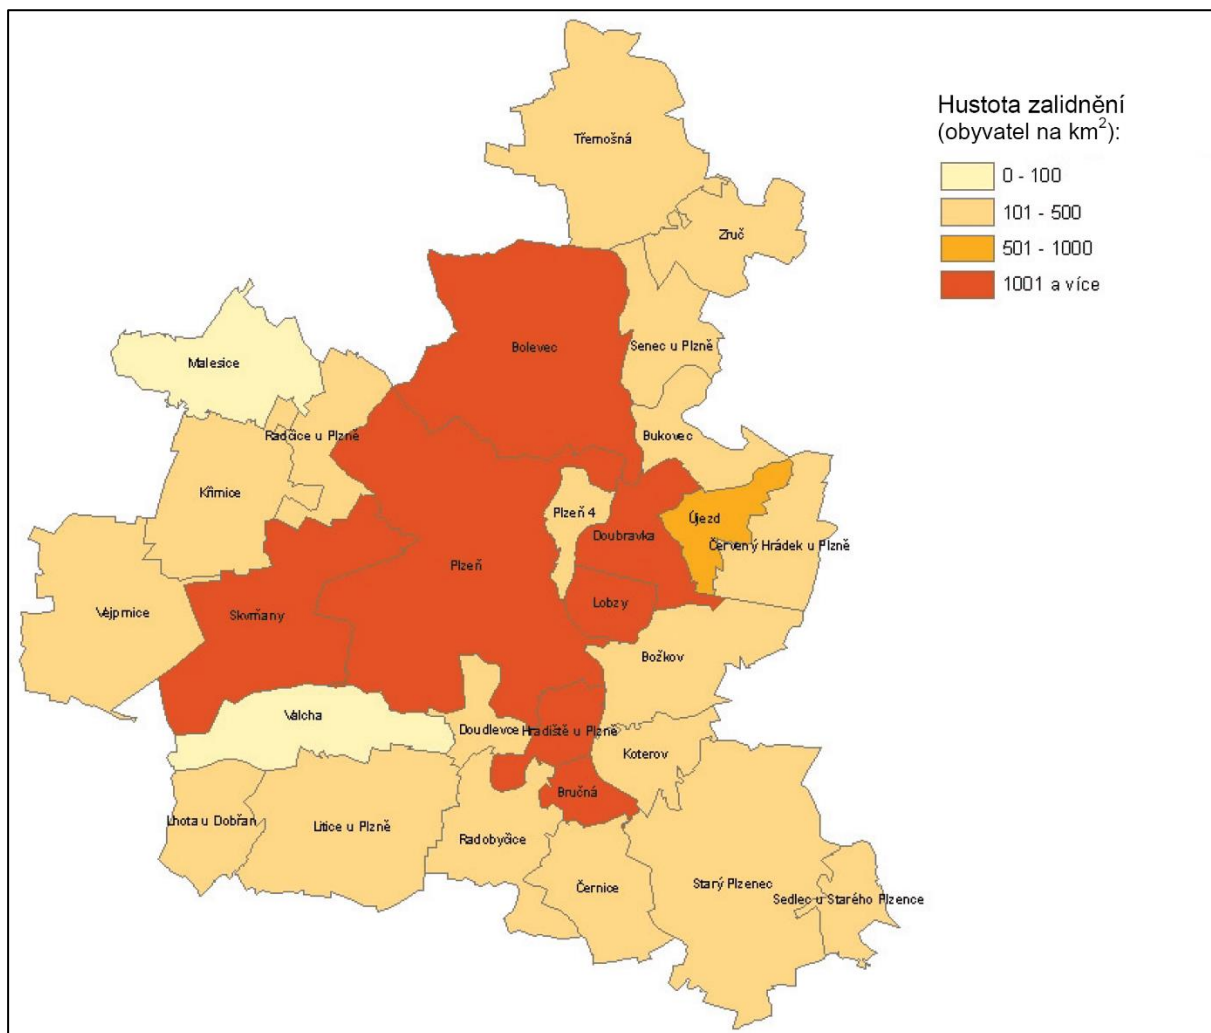 Hustota zalidnění
(obyvatel na km²):
0 - 100
101 - 500
501 - 1000
1001 a více
Třemošná
Zruč
Bolevec
Senec u Plzně
Malesice
Radčice u Plzně
Bukovec
Křimice
Plzeň 4
Újezd
Doubravka
Červený Hrádek u Plzně
Plzeň
Lobzy
Vejprnice
Skvrňany
Božkov
Valcha
Doudlevce
Hradiště u Plzně
Koterov
Bručná
Lhota u Dobřan
Litice u Plzně
Radobyčice
Černice
Starý Plzenec
Sedlec u Starého Plzence